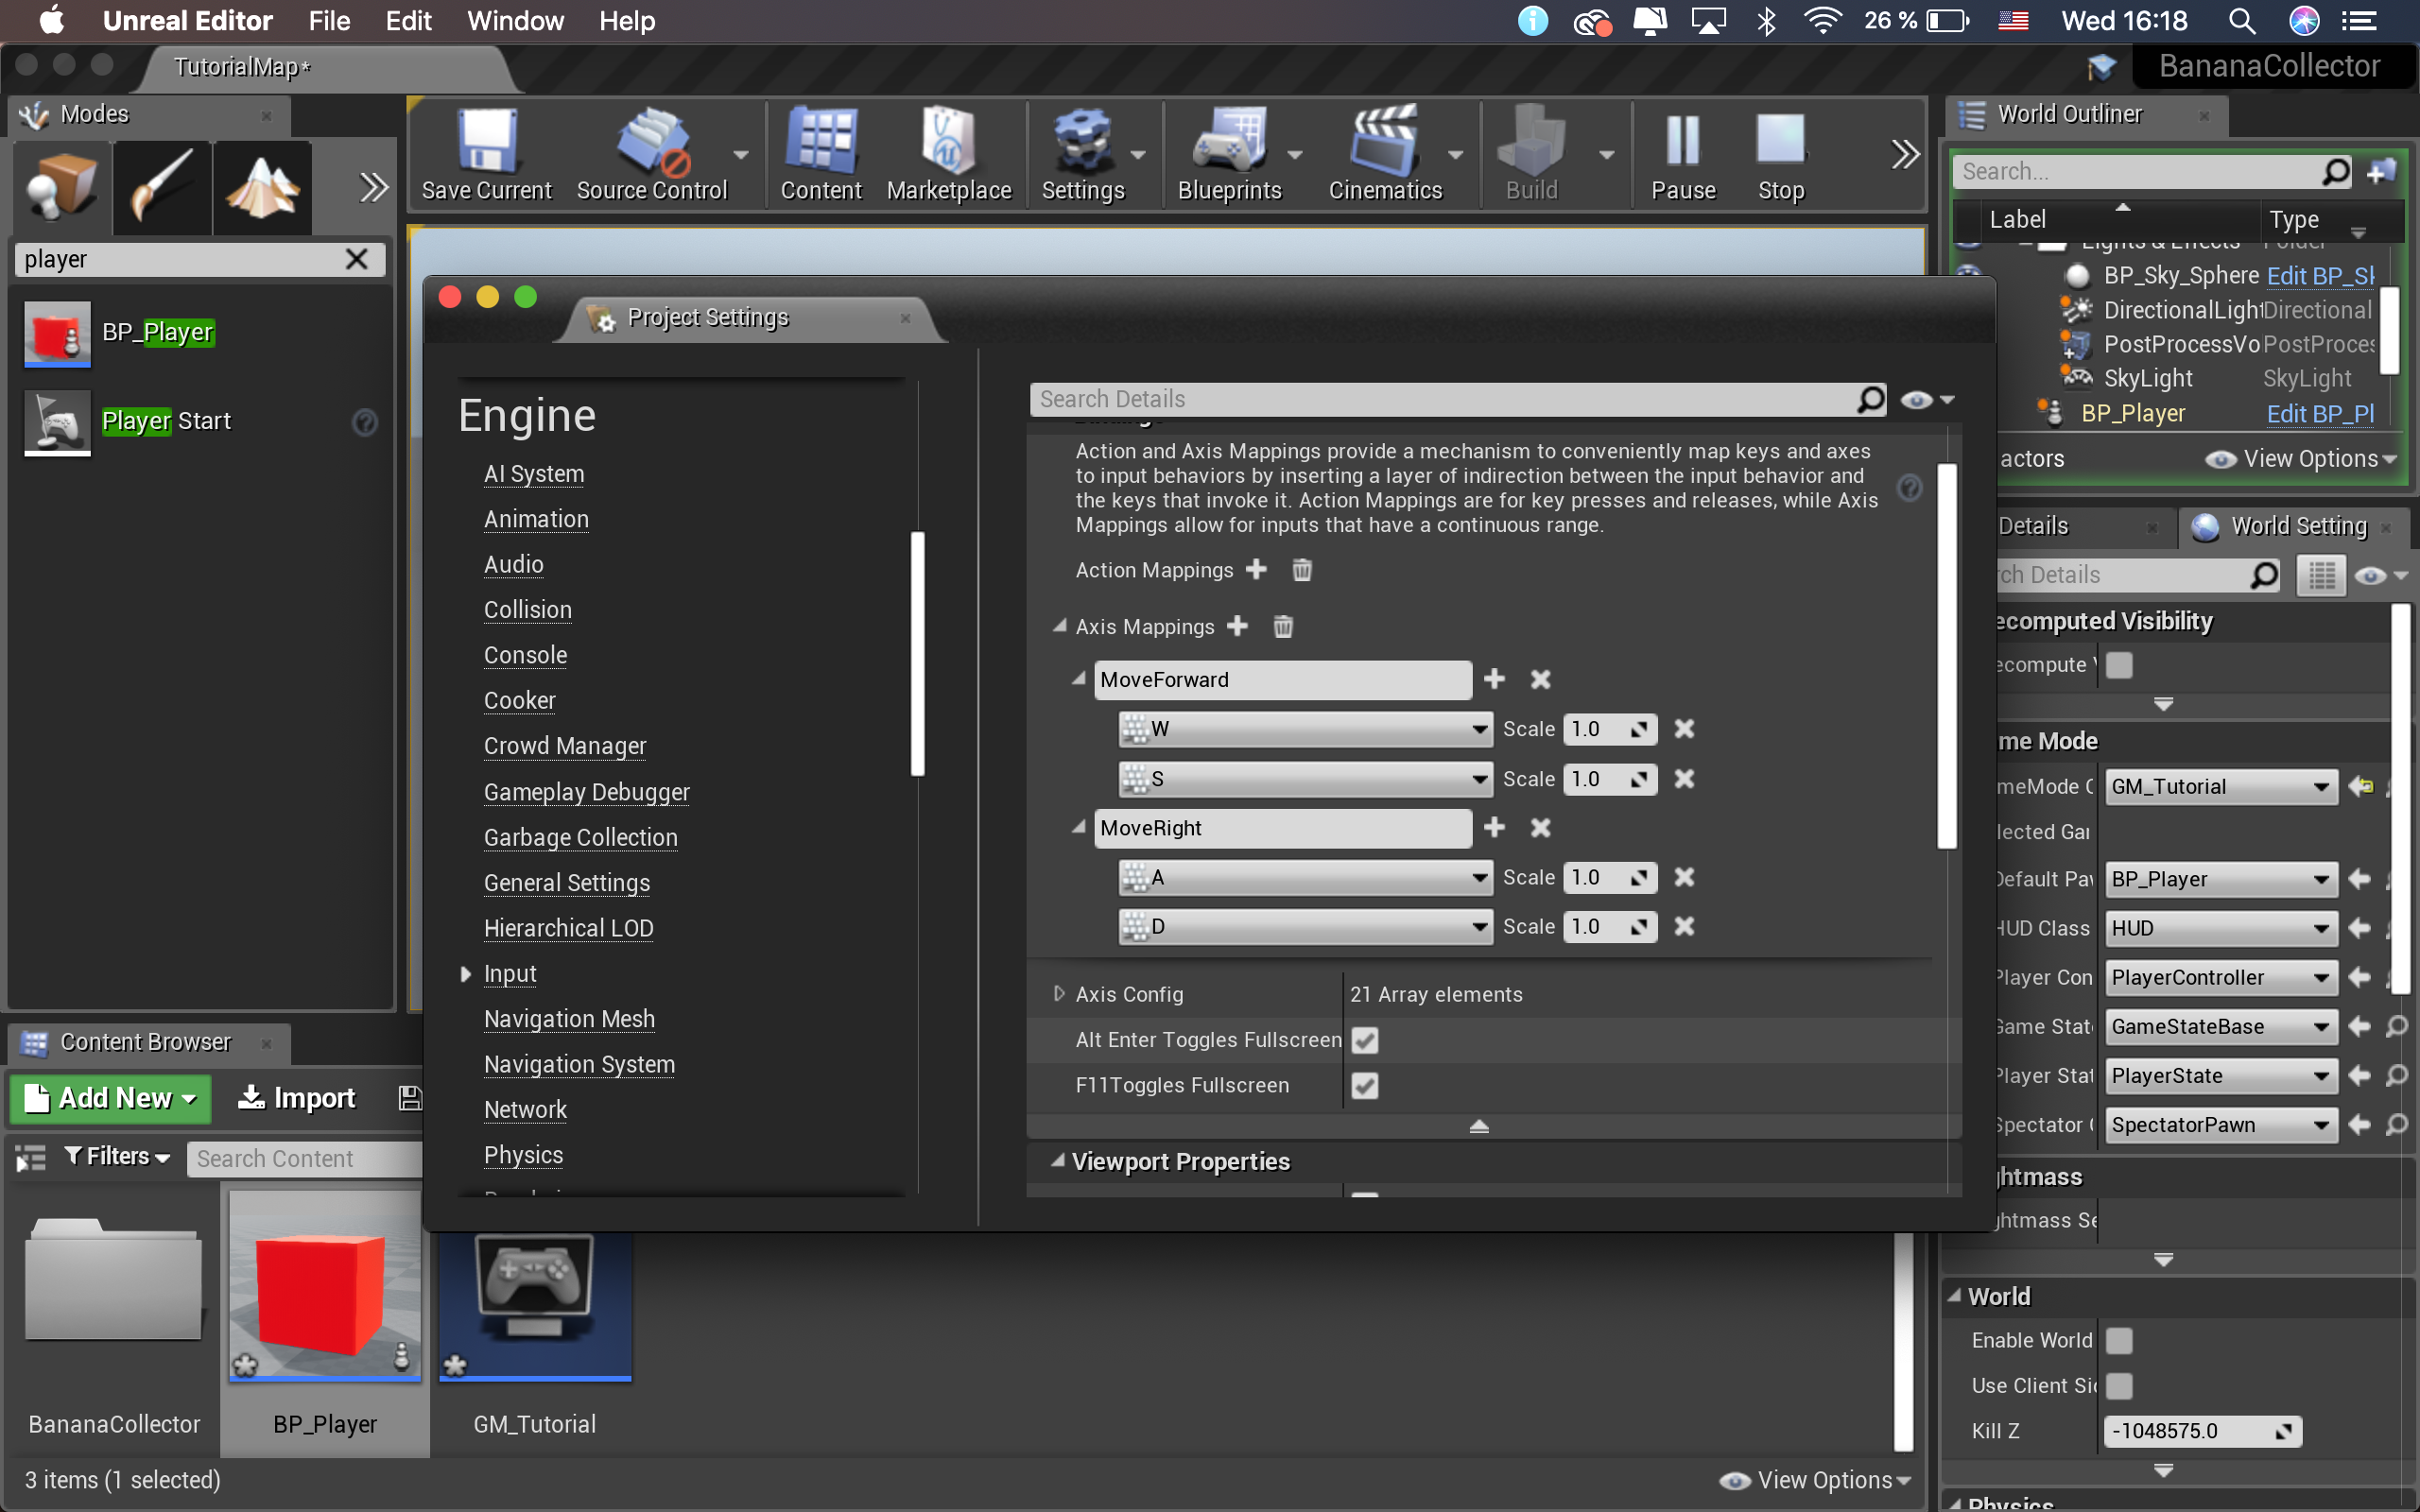 Unreal Editor File Edit Window Help 26 % Wed 16:18
TutorialMap*
BananaCollector
Modes
player
BP_Player
Player Start
Save Current
Source Control
Content
Marketplace
Settings
Blueprints
Cinematics
Build
Pause
Stop
World Outliner
Search...
Label Type
Lights & Effects Folder
BP_Sky_Sphere Edit BP_Sk
DirectionalLight Directional
PostProcessVo PostProces
SkyLight SkyLight
BP_Player Edit BP_Pl
actors View Options
Project Settings
Engine
AI System
Animation
Audio
Collision
Console
Cooker
Crowd Manager
Gameplay Debugger
Garbage Collection
General Settings
Hierarchical LOD
Input
Navigation Mesh
Navigation System
Network
Physics
Search Details
Action and Axis Mappings provide a mechanism to conveniently map keys and axes
to input behaviors by inserting a layer of indirection between the input behavior and
the keys that invoke it. Action Mappings are for key presses and releases, while Axis
Mappings allow for inputs that have a continuous range.
Action Mappings
Axis Mappings
MoveForward
W Scale 1.0
S Scale 1.0
MoveRight
A Scale 1.0
D Scale 1.0
Axis Config 21 Array elements
Alt Enter Toggles Fullscreen
F11Toggles Fullscreen
Viewport Properties
Details
World Setting
rch Details
ecomputed Visibility
ecompute V
me Mode
meMode O GM_Tutorial
lected Gar
Default Pav BP_Player
HUD Class HUD
Player Con PlayerController
Game Stat GameStateBase
Player Stat PlayerState
Spectator C SpectatorPawn
ghtmass
ghtmass Se
World
Enable World
Use Client Sid
Kill Z -1048575.0
Physics
Content Browser
Add New Import
Filters Search Content
BananaCollector
BP_Player
GM_Tutorial
3 items (1 selected)
View Options